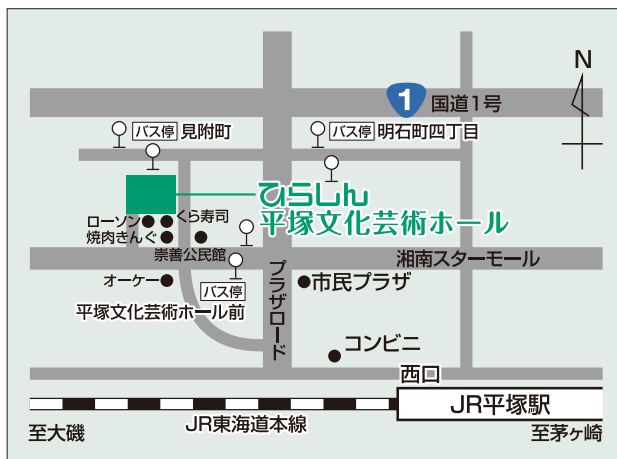 N
1
国道1号
バス停 見附町
バス停 明石町四丁目
ひらしん
平塚文化芸術ホール
ローソン
くら寿司
焼肉きんぐ
崇善公民館
湘南スターモール
オーケー
バス停
平塚文化芸術ホール前
プラザロード
市民プラザ
コンビニ
西口
JR平塚駅
JR東海道本線
至大磯
至茅ヶ崎